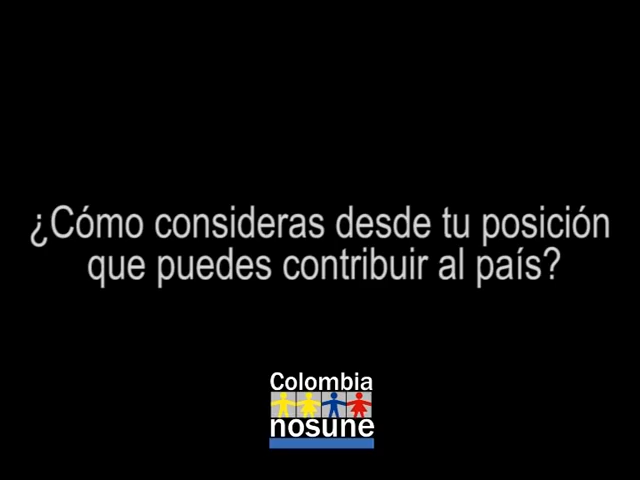 ¿Cómo consideras desde tu posición
que puedes contribuir al país?
Colombia
nosune